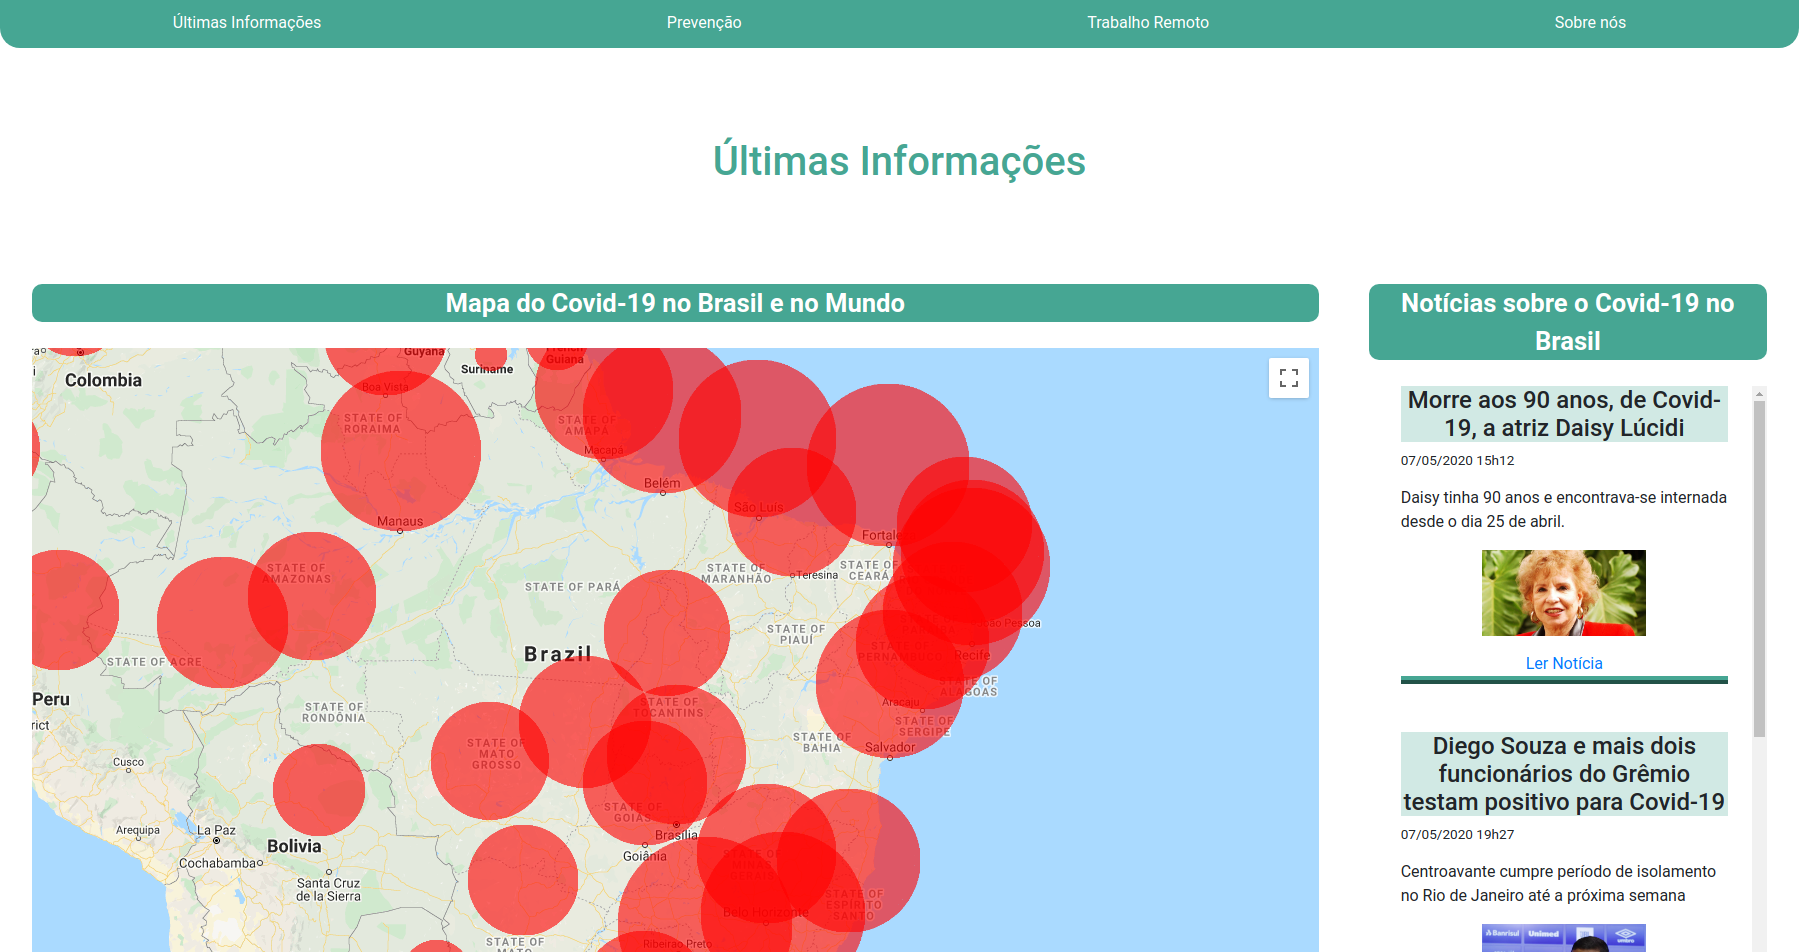 Últimas Informações
Prevenção
Trabalho Remoto
Sobre nós
Últimas Informações
Mapa do Covid-19 no Brasil e no Mundo
Colombia
Guyana
Suriname
French
Guiana
Boa Vista
STATE OF
RORAIMA
STATE OF
AMAPÁ
Macapá
Belém
São Luís
Manaus
Fortale
STATE OF
AMAZONAS
STATE OF PARÁ
STATE OF
MARANHÃO
Teresina
STATE OF
CEARÁ
STATE OF
PIAUÍ
João Pessoa
STATE OF
PERNAMBUCO
Recife
STATE OF
ALAGOAS
STATE OF ACRE
Brazil
Peru
rict
STATE OF
RONDÔNIA
STATE OF
TOCANTINS
Aracaju
STATE OF
SERGIPE
STATE OF
MATO
GROSSO
STATE OF
BAHIA
Salvador
Cusco
STATE OF
GOIÁS
Arequipa
La Paz
Bolivia
Brasília
Goiânia
Cochabamba
Santa Cruz
de la Sierra
STATE OF
MINAS
GERAIS
STATE OF
ESPÍRITO
SANTO
Belo Horizonte
Ribeirão Preto
STATE OF
MATO
Notícias sobre o Covid-19 no
Brasil
Morre aos 90 anos, de Covid-
19, a atriz Daisy Lúcidi
07/05/2020 15h12
Daisy tinha 90 anos e encontrava-se internada
desde o dia 25 de abril.
Ler Notícia
Diego Souza e mais dois
funcionários do Grêmio
testam positivo para Covid-19
07/05/2020 19h27
Centroavante cumpre período de isolamento
no Rio de Janeiro até a próxima semana
Banrisul
Unimed
umbro